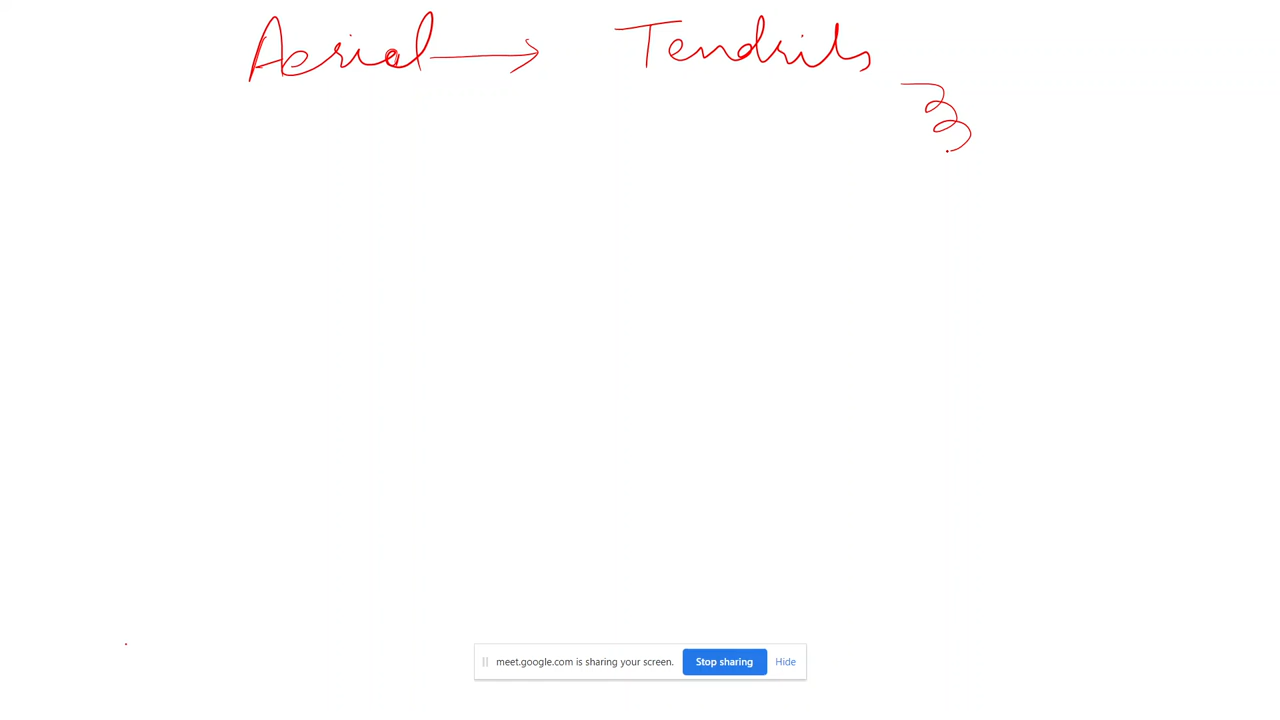 Aerial → Tendrils
meet.google.com is sharing your screen. Stop sharing Hide